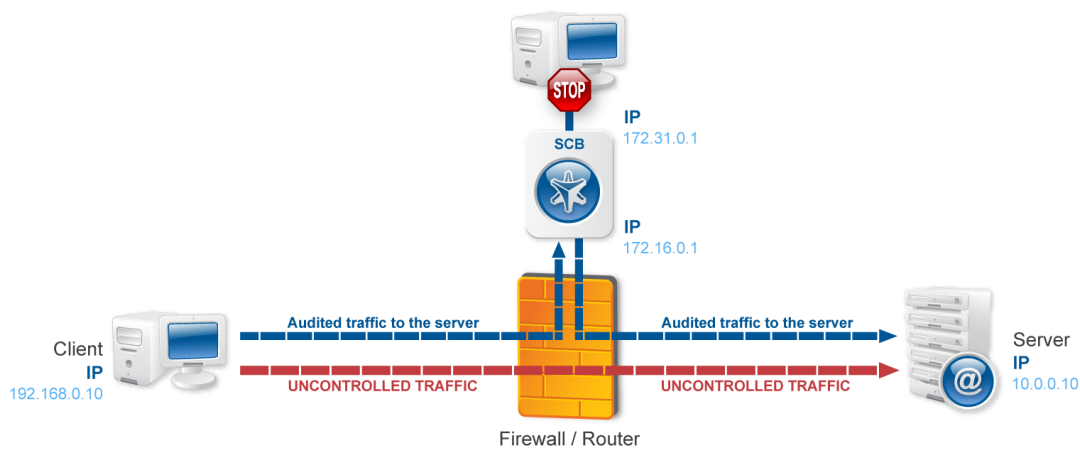 STOP
IP
172.31.0.1
SCB
IP
172.16.0.1
Audited traffic to the server
Audited traffic to the server
Client
IP
192.168.0.10
UNCONTROLLED TRAFFIC
UNCONTROLLED TRAFFIC
Server
IP
10.0.0.10
@
Firewall / Router